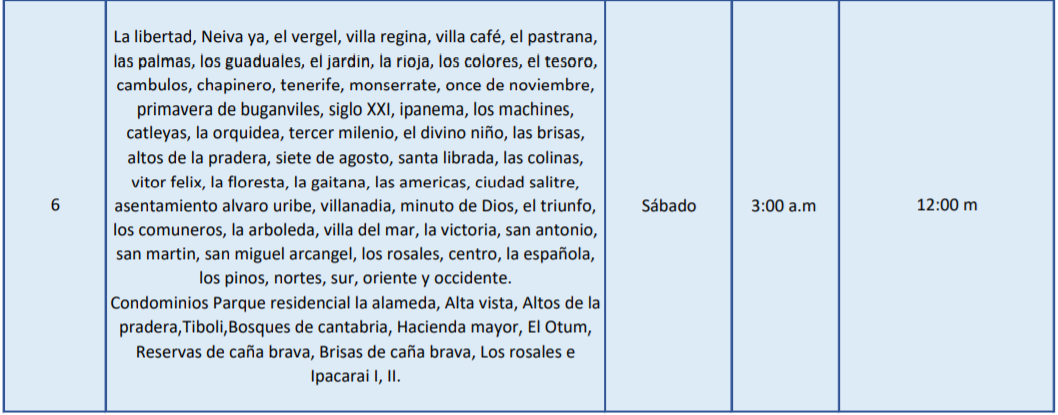 La libertad, Neiva ya, el vergel, villa regina, villa café, el pastrana,
las palmas, los guaduales, el jardin, la rioja, los colores, el tesoro,
cambulos, chapinero, tenerife, monserrate, once de noviembre,
primavera de buganviles, siglo XXI, ipanema, los machines,
catleyas, la orquidea, tercer milenio, el divino niño, las brisas,
altos de la pradera, siete de agosto, santa librada, las colinas,
vitor felix, la floresta, la gaitana, las americas, ciudad salitre,
6 asentamiento alvaro uribe, villanadia, minuto de Dios, el triunfo, Sábado 3:00 a.m 12:00 m
los comuneros, la arboleda, villa del mar, la victoria, san antonio,
san martin, san miguel arcangel, los rosales, centro, la española,
los pinos, nortes, sur, oriente y occidente.
Condominios Parque residencial la alameda, Alta vista, Altos de la
pradera,Tiboli,Bosques de cantabria, Hacienda mayor, El Otum,
Reservas de caña brava, Brisas de caña brava, Los rosales e
Ipacarai I, II.